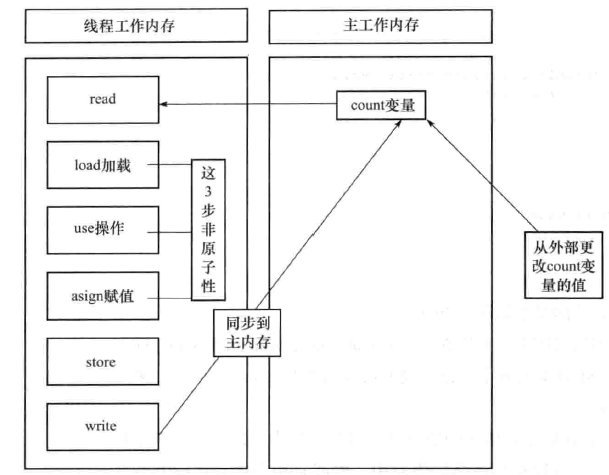 线程工作内存
主工作内存
read
count变量
load加载
这
3
步
非
原
子
性
use操作
从外部更
改count变
量的值
asign赋值
同步到
主内存
store
write